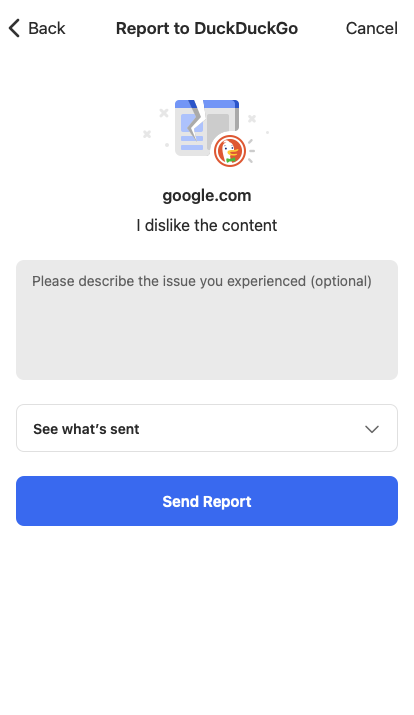 Back
Report to DuckDuckGo
Cancel
google.com
I dislike the content
Please describe the issue you experienced (optional)
See what’s sent
Send Report